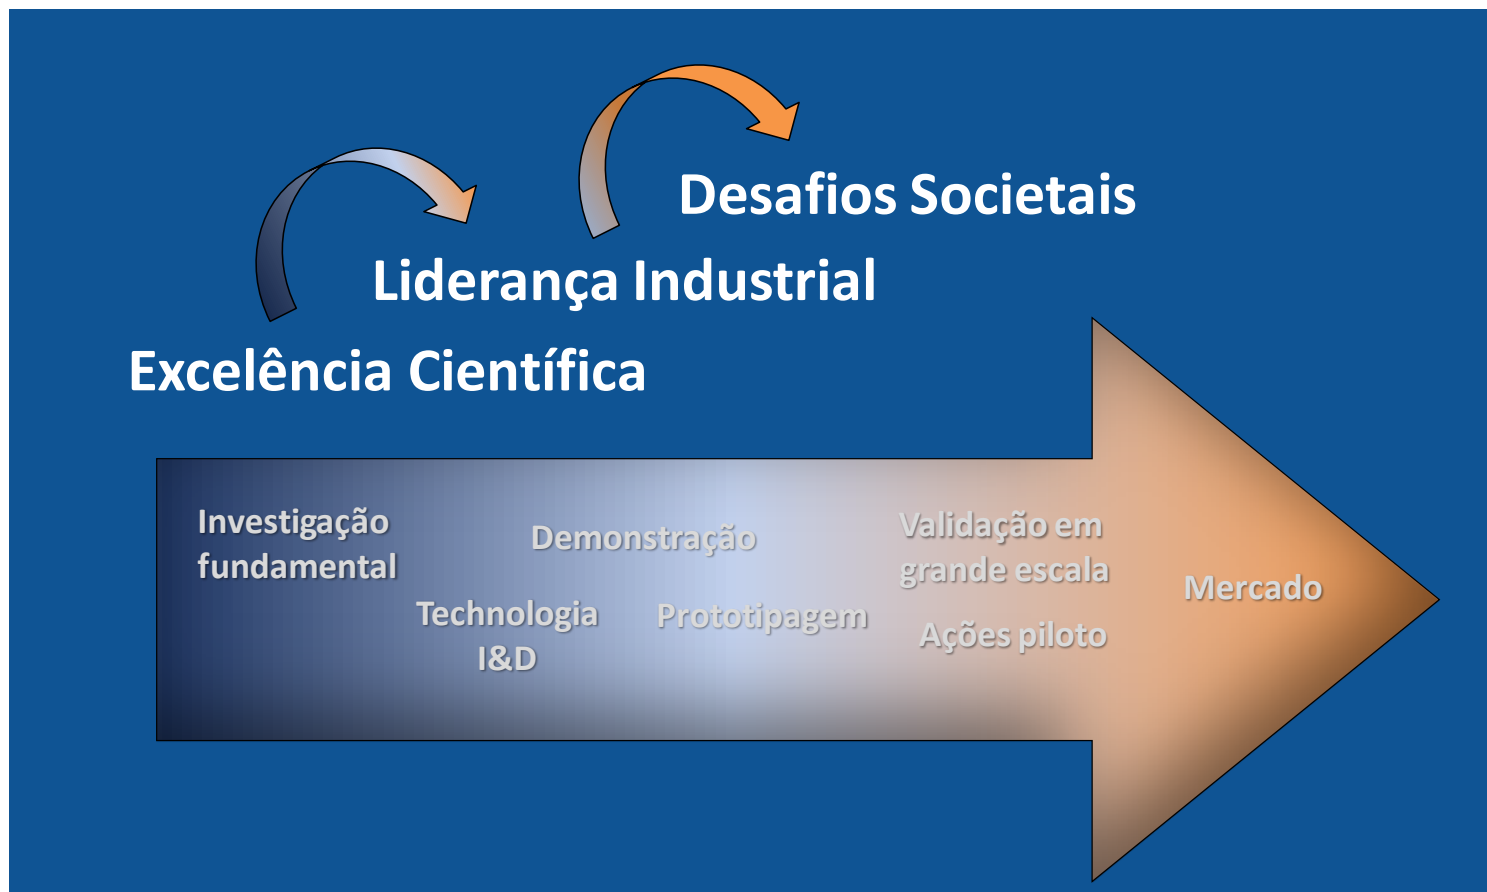 Desafios Societais
Liderança Industrial
Excelência Científica
Investigação
fundamental
Technologia
I&D
Demonstração
Prototipagem
Validação em
grande escala
Ações piloto
Mercado